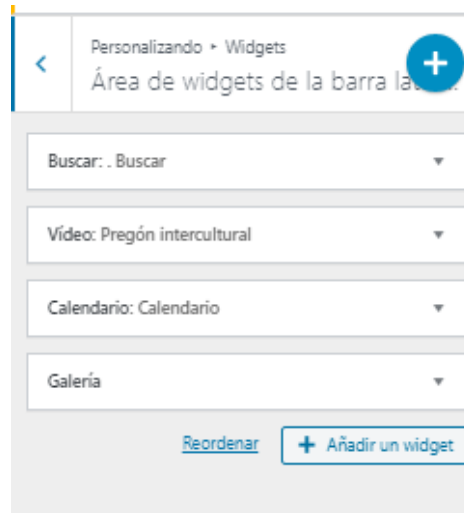 Personalizando ▸ Widgets
Área de widgets de la barra
Buscar: . Buscar
Vídeo: Pregón intercultural
Calendario: Calendario
Galería
Reordenar
Añadir un widget